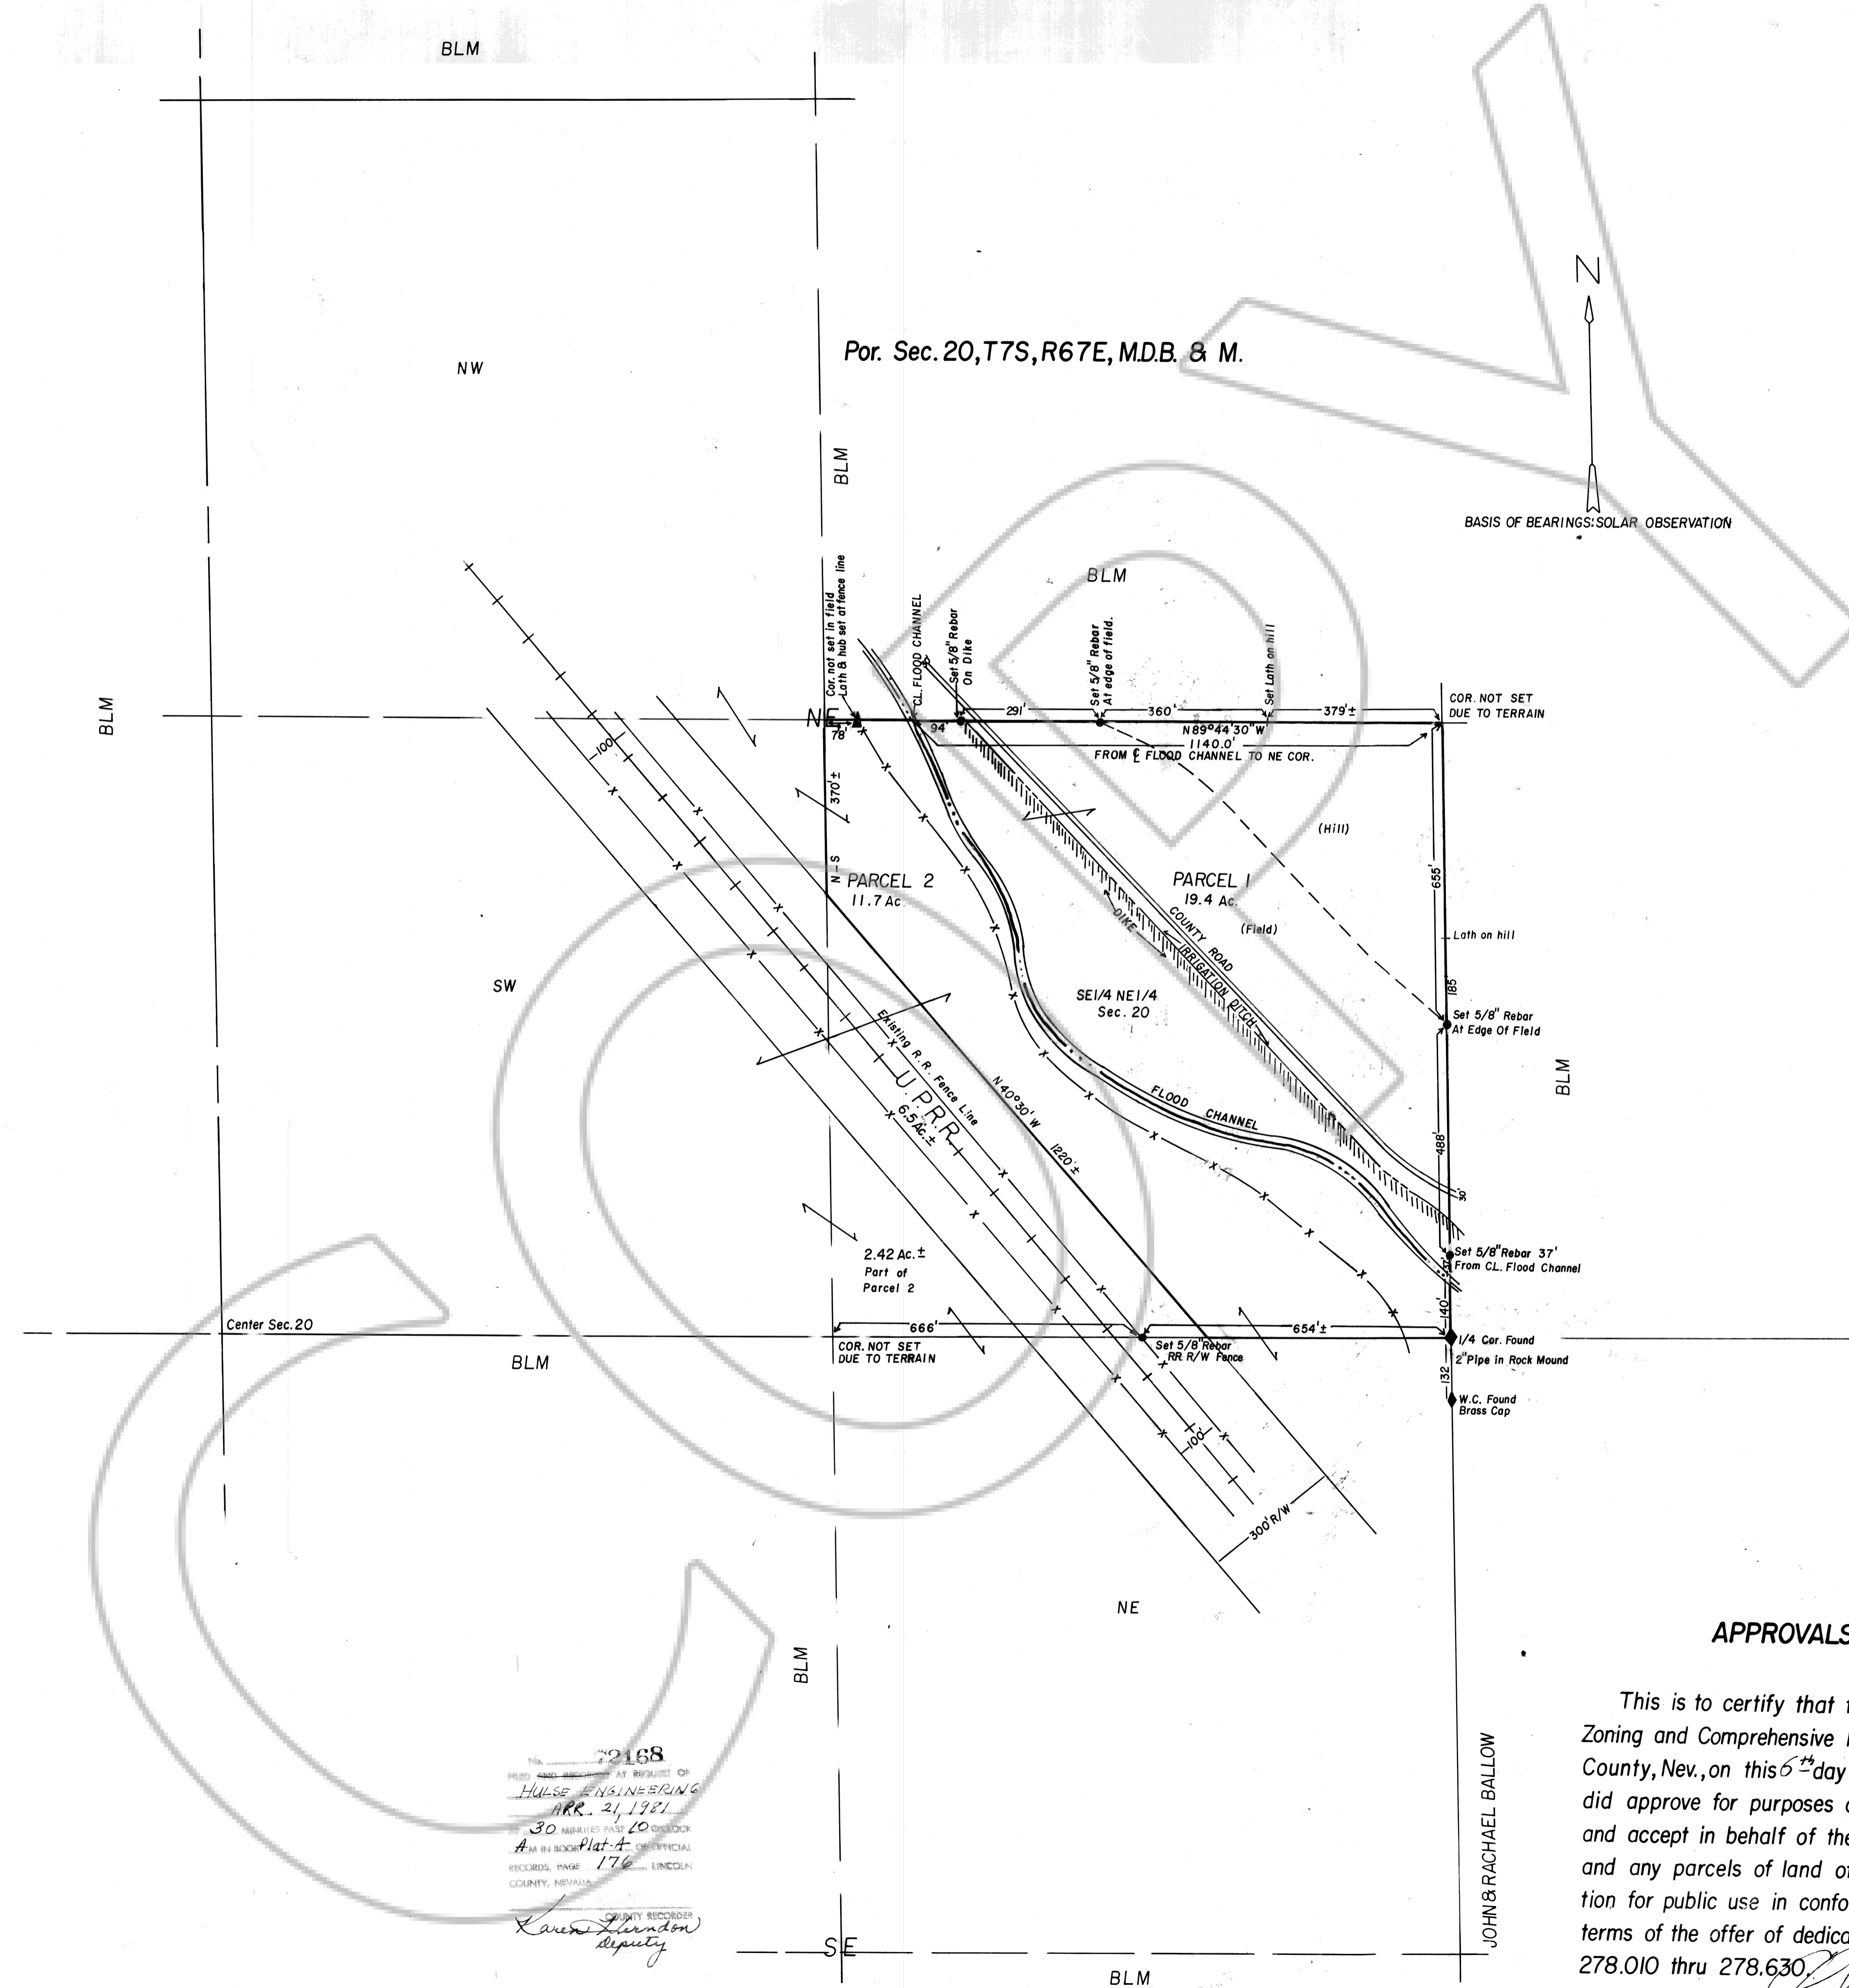 BLM
Por. Sec. 20, T7S, R67E, M.D.B. & M.
NW
N
BASIS OF BEARINGS: SOLAR OBSERVATION
BLM
BLM
BLM
Cor. not set in field
Lath & hub set at fence line
CL. FLOOD CHANNEL
Set 5/8" Rebar
On Dike
Set 5/8" Rebar
At edge of field.
Set Lath on hill
NE
78'
94'
291'
360'
379'±
COR. NOT SET
DUE TO TERRAIN
N89°44'30"W
1140.0'
FROM ℄ FLOOD CHANNEL TO NE COR.
100'
370'±
N-S
(Hill)
PARCEL 2
11.7 Ac.
PARCEL 1
19.4 Ac.
(Field)
655'
COUNTY ROAD
DIKE
IRRIGATION DITCH
Lath on hill
185'
SW
SE1/4 NE1/4
Sec. 20
Set 5/8" Rebar
At Edge Of Field
BLM
Existing R.R. Fence Line
U.P.R.R.
6.5 Ac.±
N 40°30' W
1220'±
FLOOD CHANNEL
488'
30'
2.42 Ac.±
Part of
Parcel 2
Set 5/8" Rebar 37'
From CL. Flood Channel
140'
Center Sec. 20
666'
654'±
COR. NOT SET
DUE TO TERRAIN
Set 5/8" Rebar
RR. R/W Fence
1/4 Cor. Found
2" Pipe in Rock Mound
BLM
132
W.C. Found
Brass Cap
100'
300' R/W
NE
BLM
APPROVALS
This is to certify that
Zoning and Comprehensive
County, Nev., on this 6th day
did approve for purposes
and accept in behalf of the
and any parcels of land
tion for public use in confo
terms of the offer of dedica
278.010 thru 278.630.
JOHN & RACHAEL BALLOW
No. 72168
FILED AND RECORDED AT REQUEST OF
HULSE ENGINEERING
APR. 21, 1981
AT 30 MINUTES PAST 10 O'CLOCK
A M IN BOOK Plat-A OF OFFICIAL
RECORDS, PAGE 176 LINCOLN
COUNTY, NEVADA
COUNTY RECORDER
Karen Herndon
deputy
SE
BLM
COPY